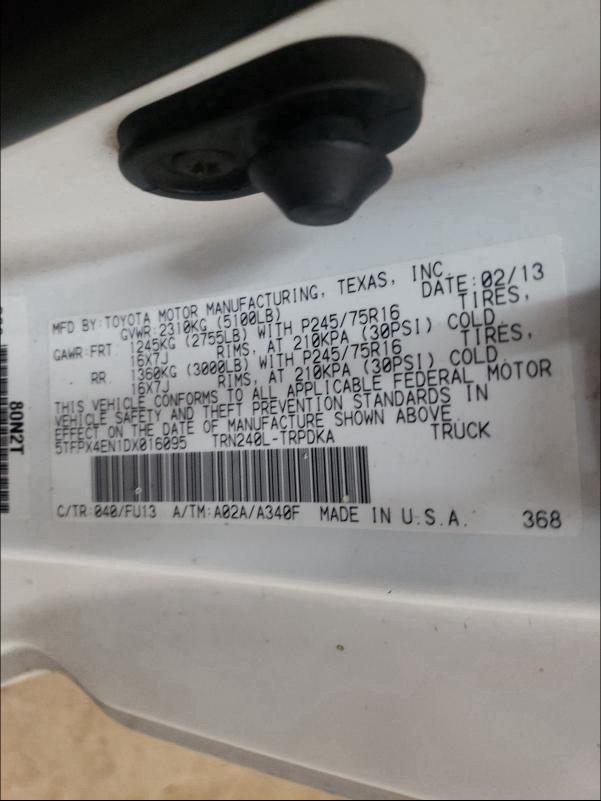 MFD BY:TOYOTA MOTOR MANUFACTURING, TEXAS, INC.
GVWR:2310KG (5100LB) DATE:02/13
GAWR:FRT. 1245KG (2755LB) WITH P245/75R16 TIRES,
16X7J RIMS, AT 210KPA (30PSI) COLD
RR. 1360KG (3000LB) WITH P245/75R16 TIRES,
16X7J RIMS, AT 210KPA (30PSI) COLD.
THIS VEHICLE CONFORMS TO ALL APPLICABLE FEDERAL MOTOR
VEHICLE SAFETY AND THEFT PREVENTION STANDARDS IN
EFFECT ON THE DATE OF MANUFACTURE SHOWN ABOVE.
5TFPX4EN1DX016095 TRN240L-TRPDKA TRUCK
C/TR:040/FU13 A/TM:A02A/A340F MADE IN U.S.A. 368
80N2T